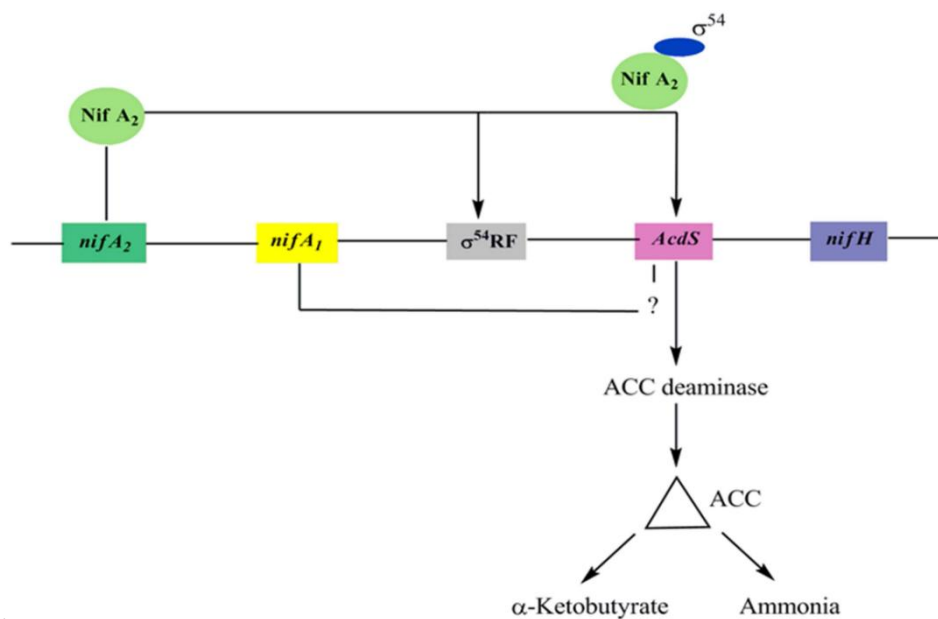 σ⁵⁴
Nif A₂
Nif A₂
nifA₂ nifA₁ σ⁵⁴RF AcdS nifH
?
ACC deaminase
ACC
α-Ketobutyrate Ammonia